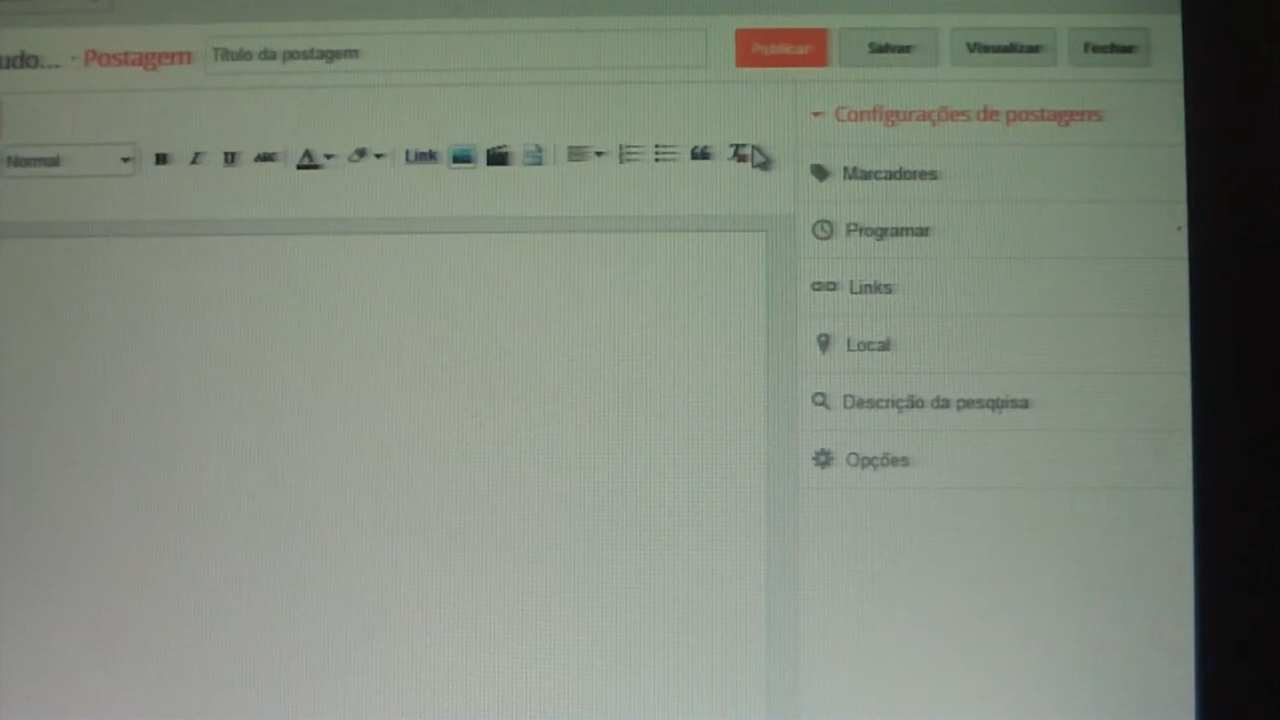 udo... · Postagem Título da postagem Publicar Salvar Visualizar Fechar
Configurações de postagens
Normal B I U ABC A Link
Marcadores
Programar
Links
Local
Descrição da pesquisa
Opções